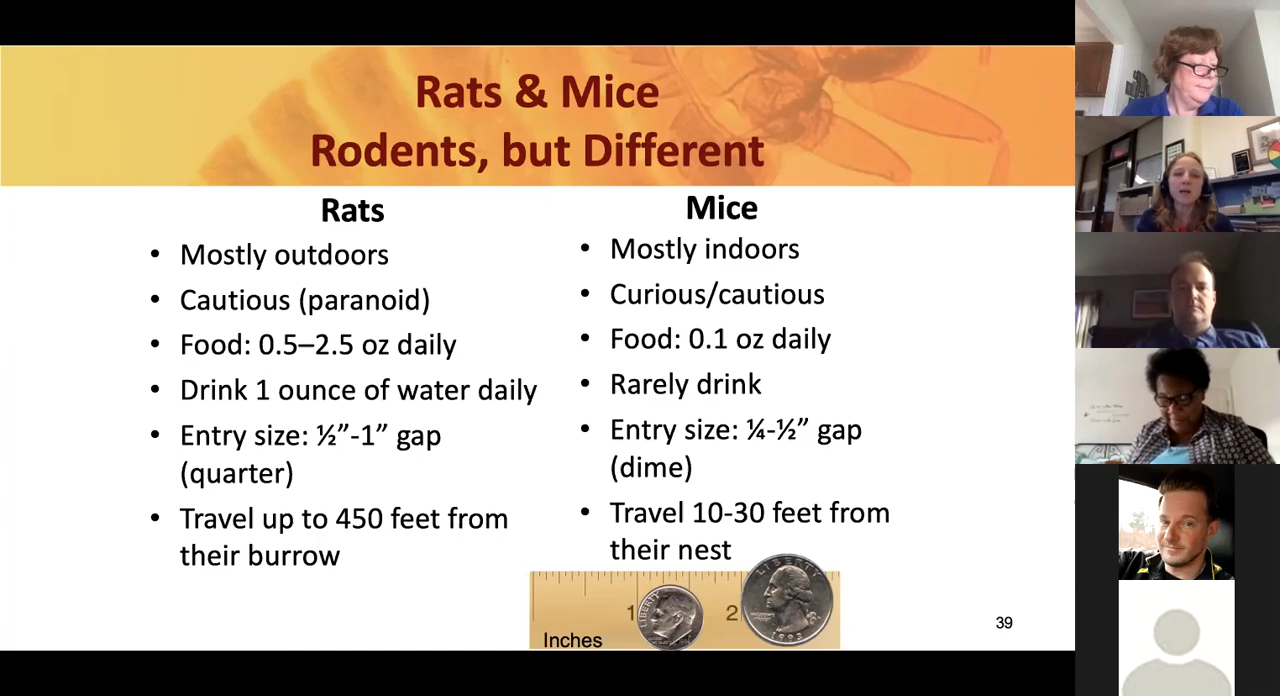 Rats & Mice
Rodents, but Different
Rats
• Mostly outdoors
• Cautious (paranoid)
• Food: 0.5–2.5 oz daily
• Drink 1 ounce of water daily
• Entry size: ½”-1” gap
(quarter)
• Travel up to 450 feet from
their burrow
Mice
• Mostly indoors
• Curious/cautious
• Food: 0.1 oz daily
• Rarely drink
• Entry size: ¼-½” gap
(dime)
• Travel 10-30 feet from
their nest
1
2
Inches
LIBERTY
LIBERTY
1993
39